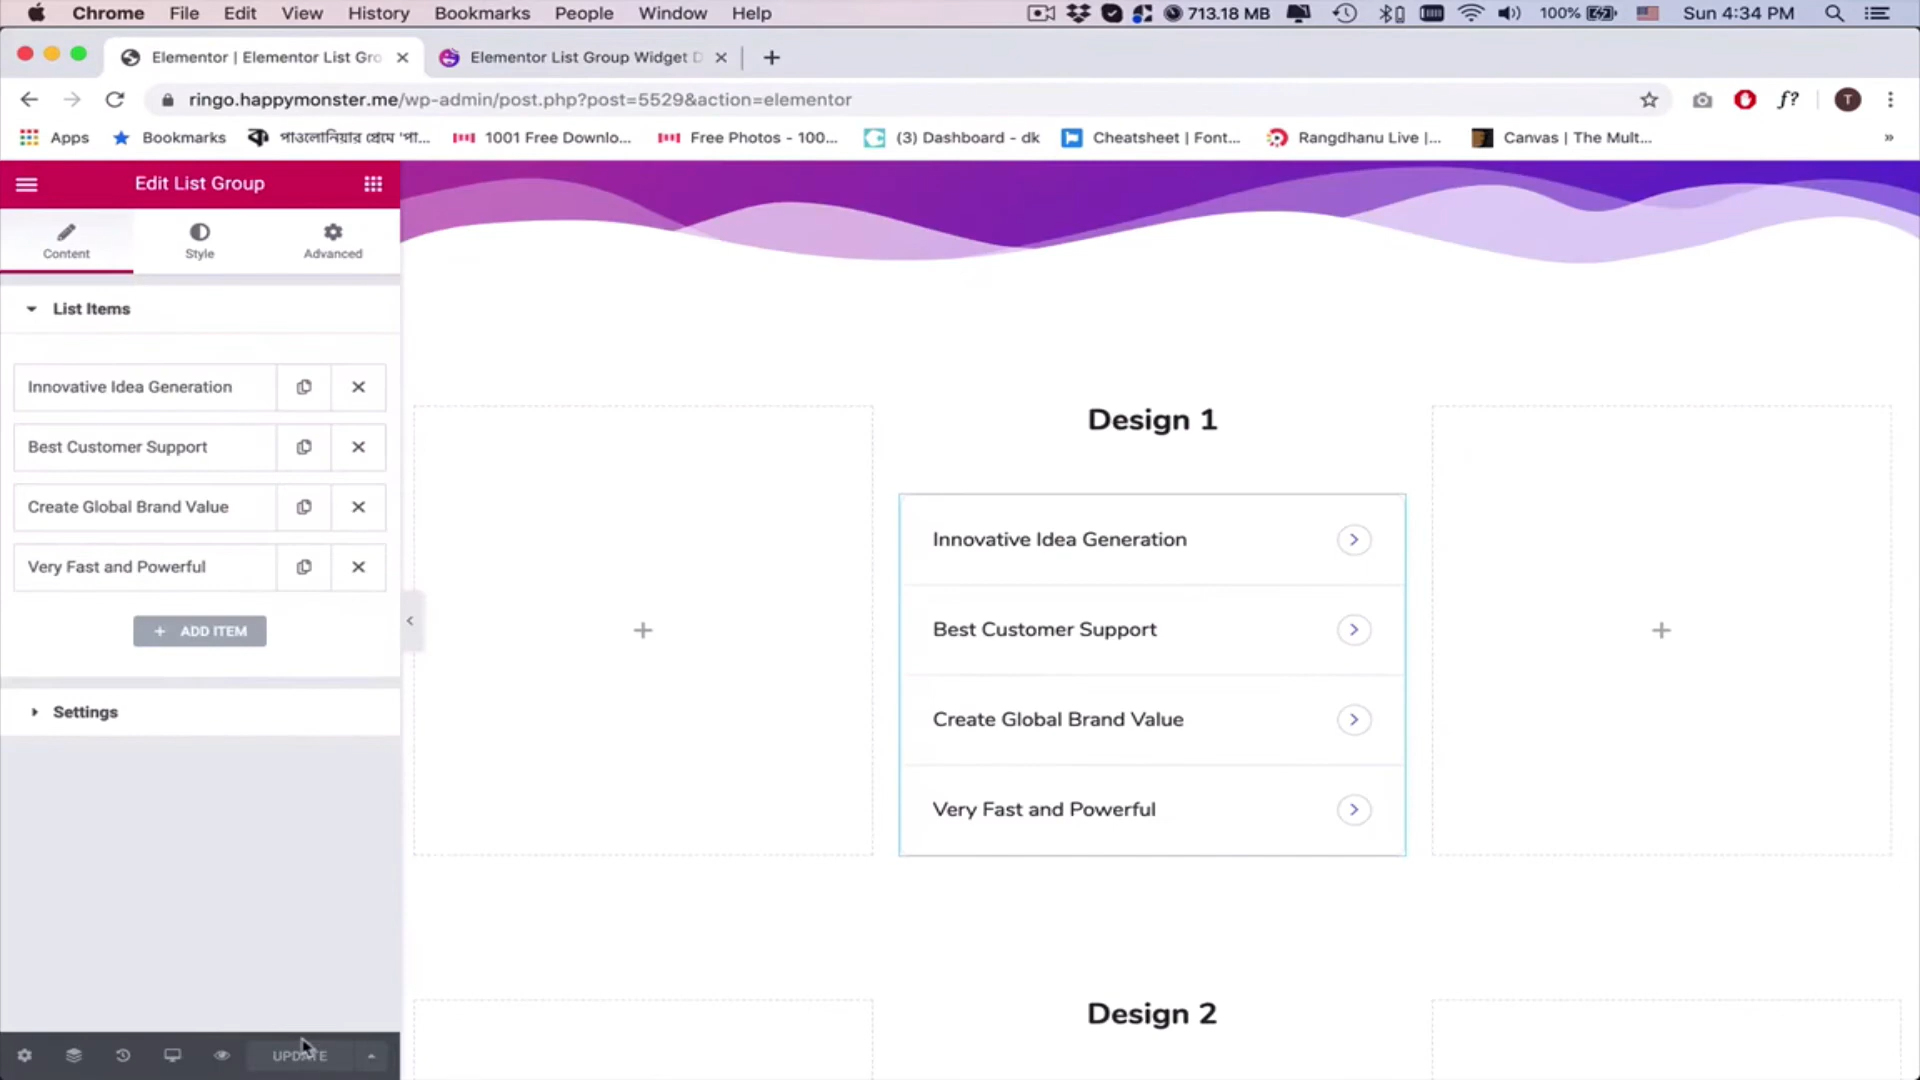 Chrome File Edit View History Bookmarks People Window Help 713.18 MB 100% Sun 4:34 PM
Elementor | Elementor List Gro Elementor List Group Widget D
ringo.happymonster.me/wp-admin/post.php?post=5529&action=elementor f? T
Apps Bookmarks পাওলোনিয়ার প্রেমে 'পা... 1001 Free Downlo... Free Photos - 100... (3) Dashboard - dk Cheatsheet | Font... Rangdhanu Live |... Canvas | The Mult... »
Edit List Group
Content Style Advanced
List Items
Innovative Idea Generation
Best Customer Support
Create Global Brand Value
Very Fast and Powerful
+ ADD ITEM
Settings
UPDATE
Design 1
Innovative Idea Generation
Best Customer Support
Create Global Brand Value
Very Fast and Powerful
Design 2